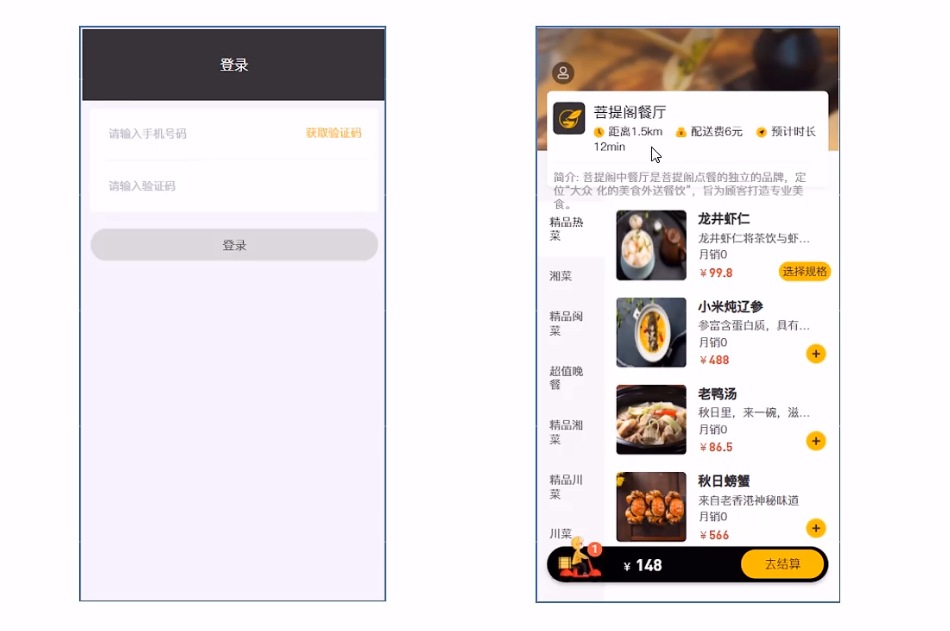 登录
请输入手机号码 获取验证码
请输入验证码
登录
菩提阁餐厅
距离1.5km 配送费6元 预计时长
12min
简介: 菩提阁中餐厅是菩提阁点餐的独立的品牌，定
位“大众 化的美食外送餐饮”，旨为顾客打造专业美
食。
精品热
菜
湘菜
精品闽
菜
超值晚
餐
精品湘
菜
精品川
菜
川菜
龙井虾仁
龙井虾仁将茶饮与虾...
月销0
￥99.8 选择规格
小米炖辽参
参富含蛋白质，具有...
月销0
￥488 +
老鸭汤
秋日里，来一碗，滋...
月销0
￥86.5 +
秋日螃蟹
来自老香港神秘味道
月销0
￥566 +
1
￥ 148 去结算